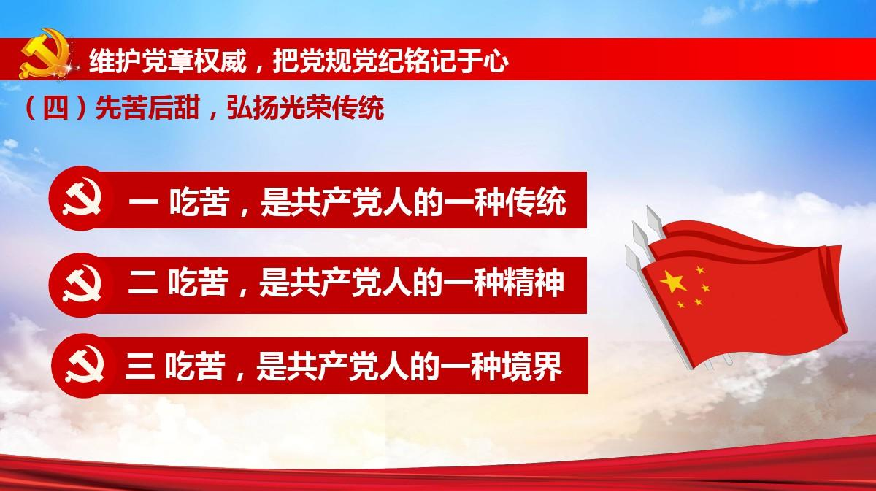 维护党章权威，把党规党纪铭记于心
（四）先苦后甜，弘扬光荣传统
一 吃苦，是共产党人的一种传统
二 吃苦，是共产党人的一种精神
三 吃苦，是共产党人的一种境界